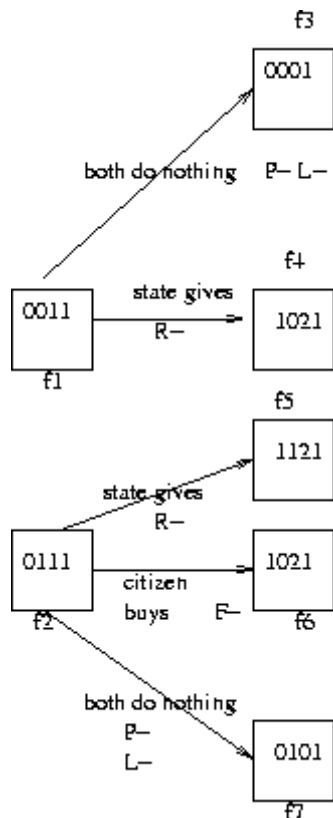 f3
0001
both do nothing P– L–
f4
state gives
0011
R–
1021
f1
f5
1121
state gives
R–
0111
1021
citizen
buys
f2
f6
both do nothing
P–
L–
0101
f7